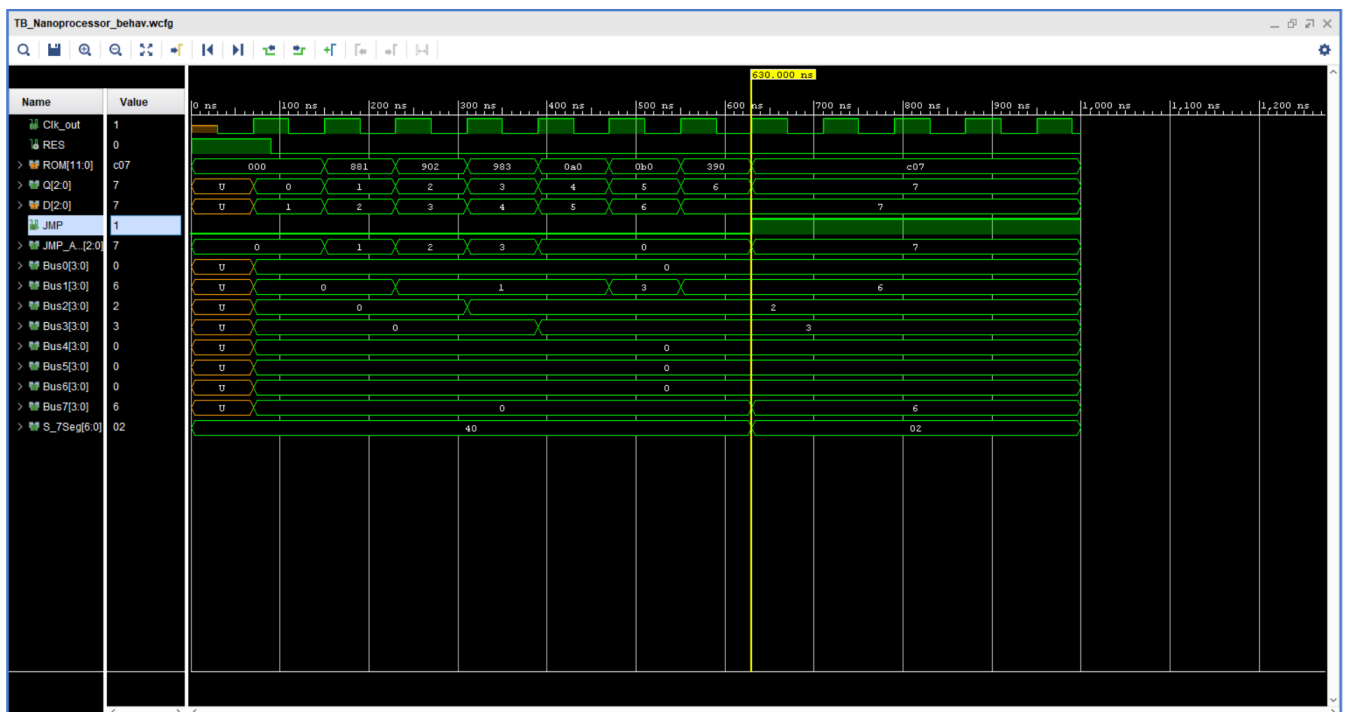 TB_Nanoprocessor_behav.wcfg
630.000 ns
Name Value 0 ns 100 ns 200 ns 300 ns 400 ns 500 ns 600 ns 700 ns 800 ns 900 ns 1,000 ns 1,100 ns 1,200 ns
Clk_out 1
RES 0
ROM[11:0] c07 000 881 902 983 0a0 0b0 390 c07
Q[2:0] 7 U 0 1 2 3 4 5 6 7
D[2:0] 7 U 1 2 3 4 5 6 7
JMP 1
JMP_A...[2:0] 7 0 1 2 3 0 7
Bus0[3:0] 0 U 0
Bus1[3:0] 6 U 0 1 3 6
Bus2[3:0] 2 U 0 2
Bus3[3:0] 3 U 0 3
Bus4[3:0] 0 U 0
Bus5[3:0] 0 U 0
Bus6[3:0] 0 U 0
Bus7[3:0] 6 U 0 6
S_7Seg[6:0] 02 40 02